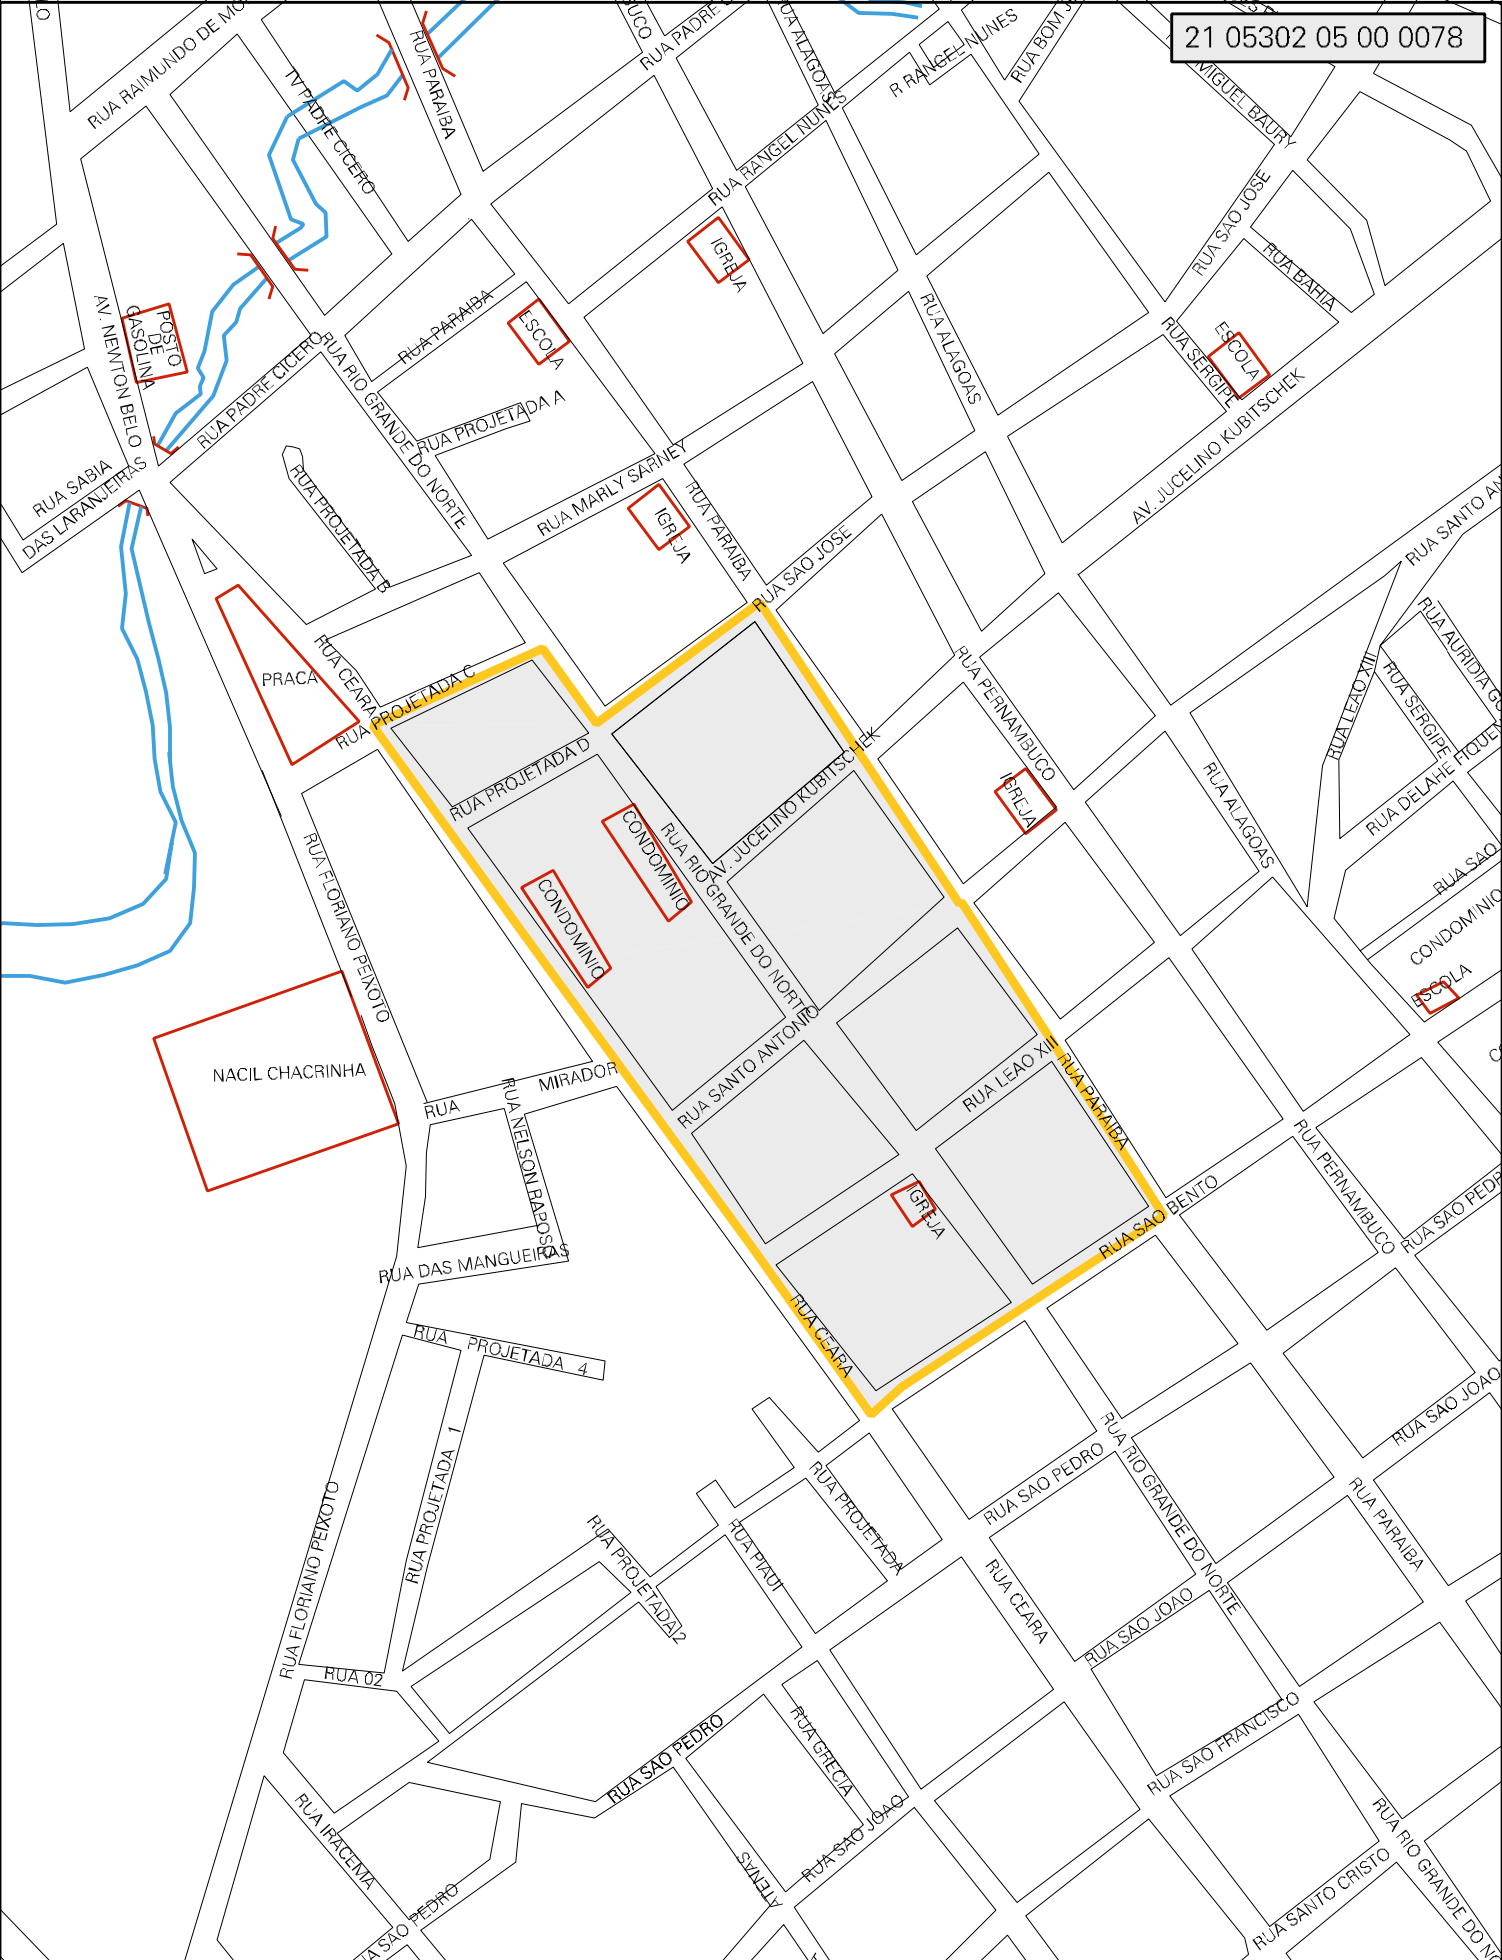 21 05302 05 00 0078
RUA RAIMUNDO DE MO
TV PADRE CICERO
RUA PARAIBA
BUCO
RUA PADRE
RUA ALAGOAS
R RANGEL NUNES
RUA BOM J
MIGUEL BAURY
RUA RANGEL NUNES
RUA SAO JOSE
RUA BAHIA
IGREJA
AV. NEWTON BELO
POSTO
DE
GASOLINA
RUA PARAIBA
ESCOLA
RUA ALAGOAS
RUA SERGIPE
ESCOLA
AV. JUCELINO KUBITSCHEK
RUA PADRE CICERO
RUA RIO GRANDE DO NORTE
RUA PROJETADA A
RUA SABIA
DAS LARANJEIRAS
RUA PROJETADA B
RUA MARLY SARNEY
IGREJA
RUA PARAIBA
RUA SAO JOSE
RUA SANTO AN
PRACA
RUA CEARA
RUA PROJETADA C
RUA PERNAMBUCO
RUA LEAO XIII
RUA AURIDIA GO
RUA SERGIPE
RUA DELAHE FIQUEN
RUA PROJETADA D
AV. JUCELINO KUBITSCHEK
IGREJA
RUA ALAGOAS
RUA SAO
CONDOMINIO
CONDOMINIO
CONDOMINIO
RUA RIO GRANDE DO NORTE
RUA FLORIANO PEIXOTO
ESCOLA
NACIL CHACRINHA
RUA MIRADOR
RUA NELSON RAPOSO
RUA SANTO ANTONIO
RUA LEAO XIII
RUA PARAIBA
RUA PERNAMBUCO
RUA SAO PEDR
IGREJA
RUA SAO BENTO
RUA DAS MANGUEIRAS
RUA CEARA
RUA PROJETADA 4
RUA SAO JOAO
RUA PROJETADA 1
RUA FLORIANO PEIXOTO
RUA PROJETADA
RUA SAO PEDRO
RUA RIO GRANDE DO NORTE
RUA PARAIBA
RUA PROJETADA 2
RUA PIAUI
RUA CEARA
RUA SAO JOAO
RUA 02
RUA SAO PEDRO
RUA GRECIA
RUA SAO FRANCISCO
RUA IRACEMA
RUA SAO JOAO
ATENAS
RUA RIO GRANDE DO NO
RUA SANTO CRISTO
A SAO PEDRO